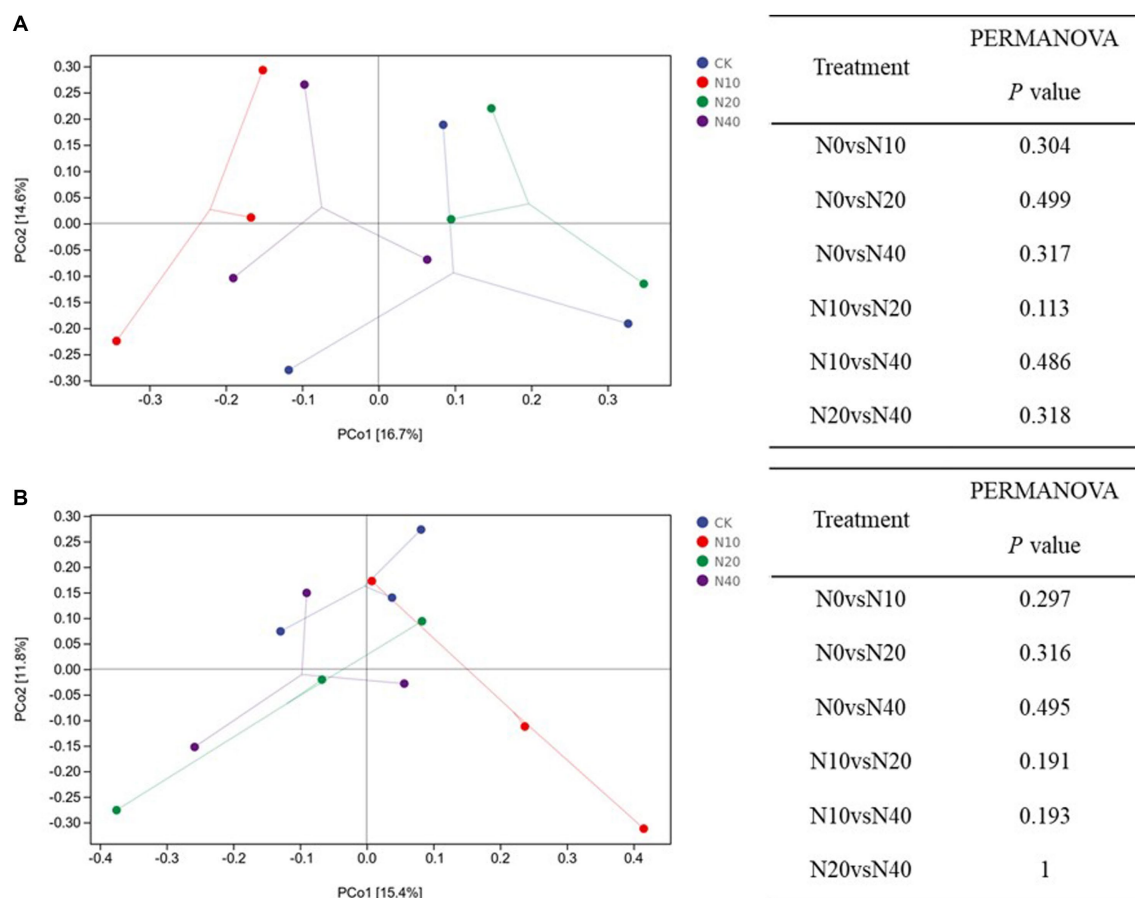 A
0.30
0.25
0.20
0.15
0.10
0.05
0.00
-0.05
-0.10
-0.15
-0.20
-0.25
-0.30
PCo2 [14.6%]
-0.3 -0.2 -0.1 0.0 0.1 0.2 0.3
PCo1 [16.7%]
CK
N10
N20
N40
Treatment PERMANOVA
P value
N0vsN10 0.304
N0vsN20 0.499
N0vsN40 0.317
N10vsN20 0.113
N10vsN40 0.486
N20vsN40 0.318
B
0.30
0.25
0.20
0.15
0.10
0.05
0.00
-0.05
-0.10
-0.15
-0.20
-0.25
-0.30
PCo2 [11.8%]
-0.4 -0.3 -0.2 -0.1 0.0 0.1 0.2 0.3 0.4
PCo1 [15.4%]
CK
N10
N20
N40
Treatment PERMANOVA
P value
N0vsN10 0.297
N0vsN20 0.316
N0vsN40 0.495
N10vsN20 0.191
N10vsN40 0.193
N20vsN40 1